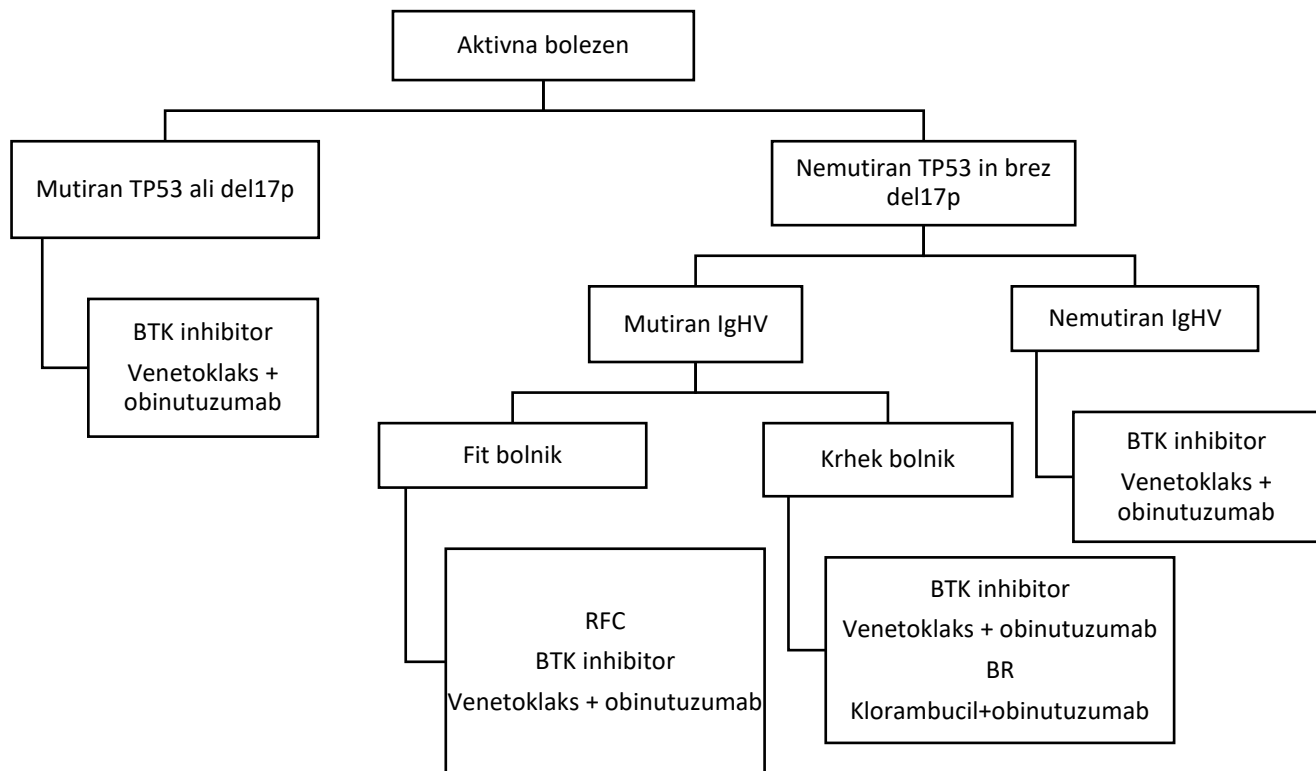 Aktivna bolezen
Mutiran TP53 ali del17p
Nemutiran TP53 in brez
del17p
BTK inhibitor
Venetoklaks +
obinutuzumab
Mutiran IgHV
Nemutiran IgHV
Fit bolnik
Krhek bolnik
BTK inhibitor
Venetoklaks +
obinutuzumab
RFC
BTK inhibitor
Venetoklaks + obinutuzumab
BTK inhibitor
Venetoklaks + obinutuzumab
BR
Klorambucil+obinutuzumab